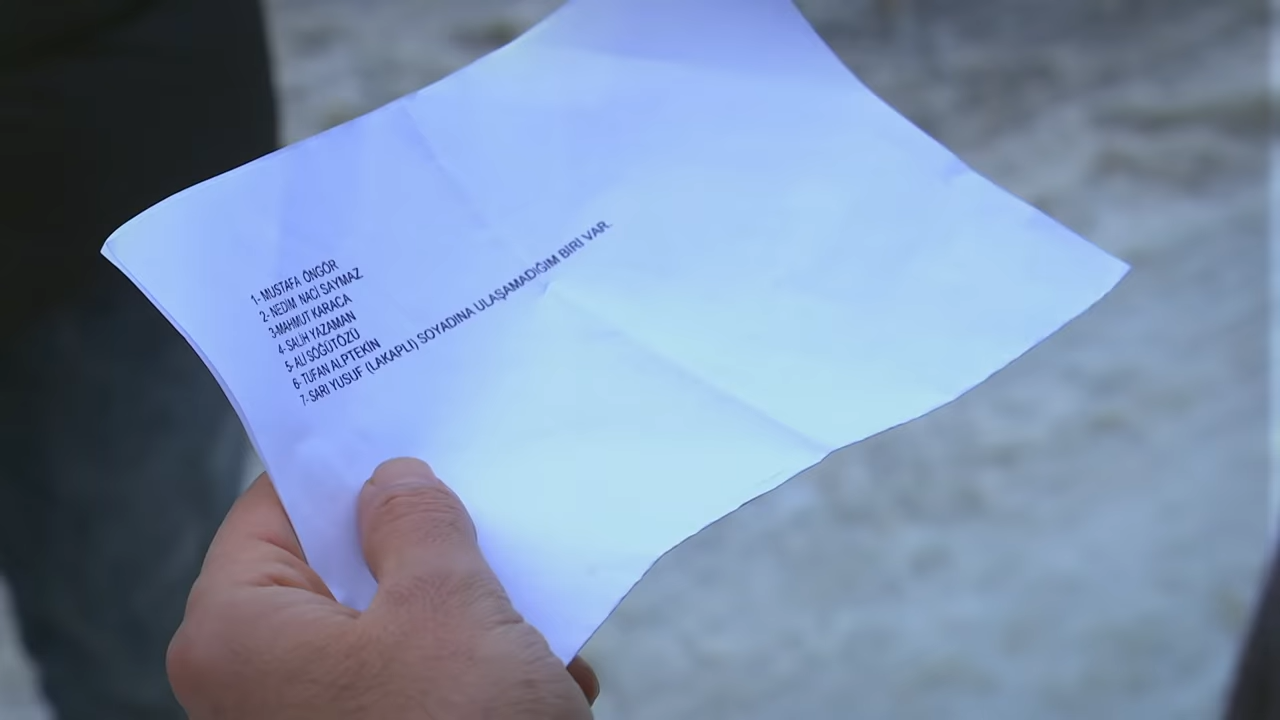 1- MUSTAFA ÖNGÖR
2- NEDİM NACİ SAYMAZ
3-MAHMUT KARACA
4-SALİH YAZAMAN
5- ALİ SÖĞÜTÖZÜ
6- TUFAN ALPTEKİN
7- SARI YUSUF (LAKAPLI) SOYADINA ULAŞAMADIĞIM BİRİ VAR.